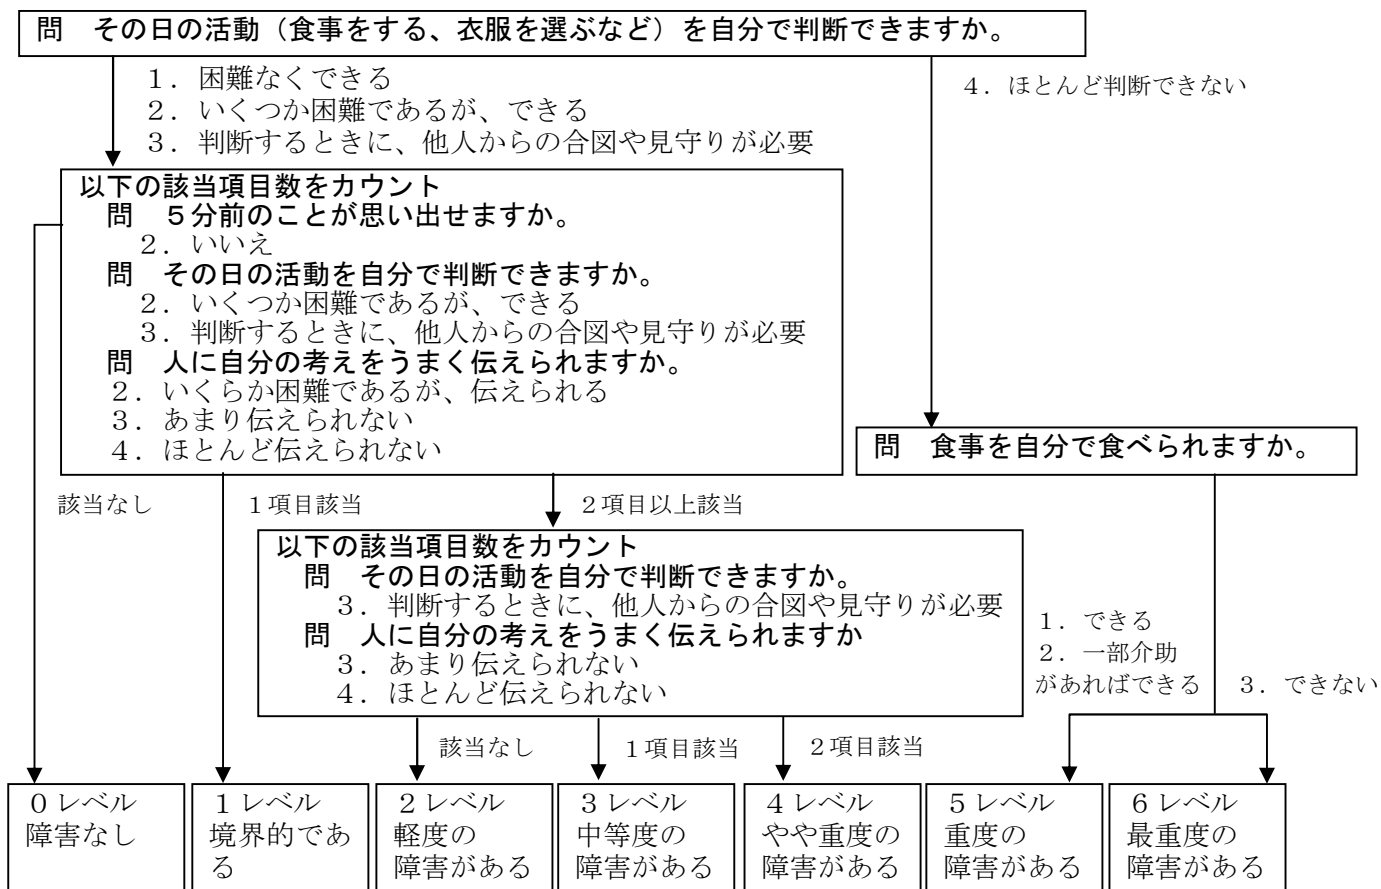 問　その日の活動（食事をする、衣服を選ぶなど）を自分で判断できますか。
１．困難なくできる
２．いくつか困難であるが、できる
３．判断するときに、他人からの合図や見守りが必要
４．ほとんど判断できない
以下の該当項目数をカウント
問　５分前のことが思い出せますか。
２．いいえ
問　その日の活動を自分で判断できますか。
２．いくつか困難であるが、できる
３．判断するときに、他人からの合図や見守りが必要
問　人に自分の考えをうまく伝えられますか。
２．いくらか困難であるが、伝えられる
３．あまり伝えられない
４．ほとんど伝えられない
問　食事を自分で食べられますか。
該当なし
１項目該当
２項目以上該当
以下の該当項目数をカウント
問　その日の活動を自分で判断できますか。
３．判断するときに、他人からの合図や見守りが必要
問　人に自分の考えをうまく伝えられますか
３．あまり伝えられない
４．ほとんど伝えられない
１．できる
２．一部介助
があればできる
３．できない
該当なし
１項目該当
２項目該当
０レベル
障害なし
１レベル
境界的であ
る
２レベル
軽度の
障害がある
３レベル
中等度の
障害がある
４レベル
やや重度の
障害がある
５レベル
重度の
障害がある
６レベル
最重度の
障害がある